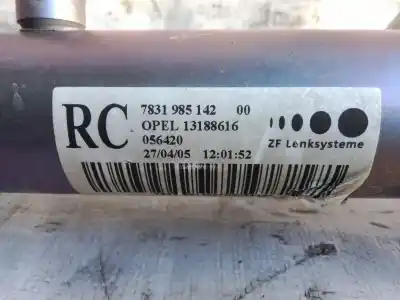 RC
7831 985 142 00
OPEL 13188616
056420
27/04/05 12:01:52
ZF Lenksysteme